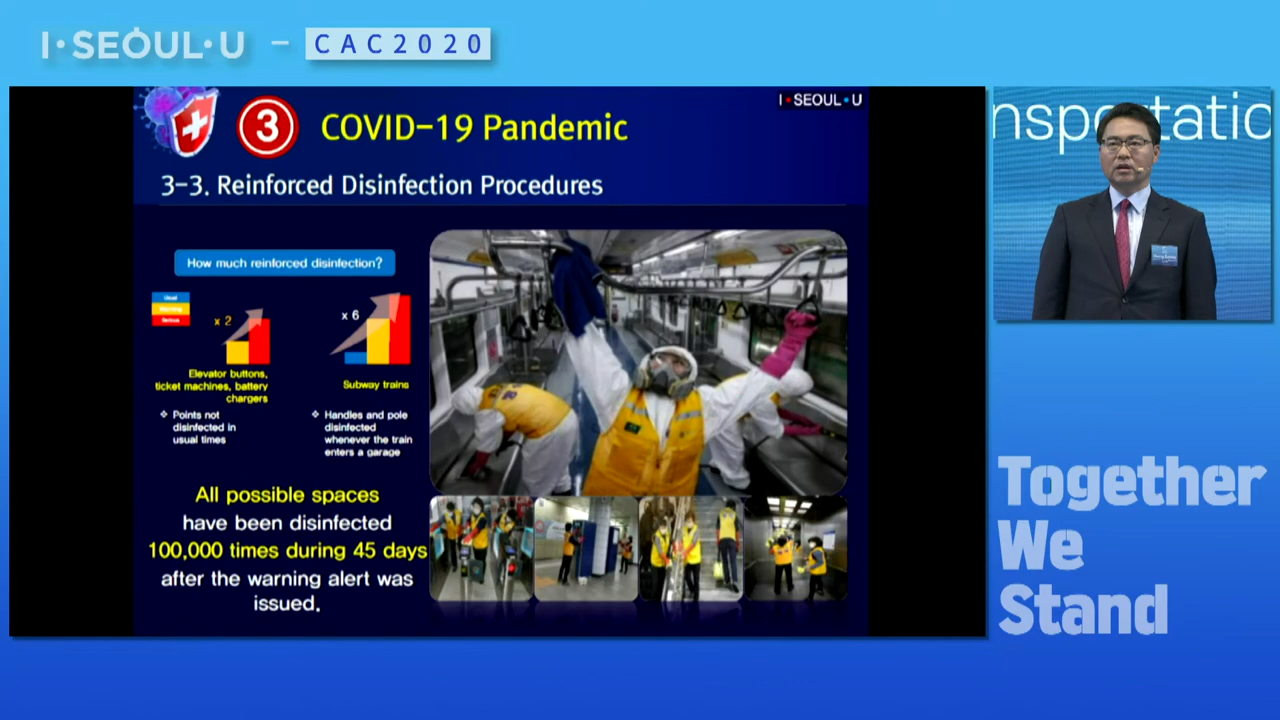 I·SEOUL·U – CAC2020
I·SEOUL·U
3 COVID-19 Pandemic
3-3. Reinforced Disinfection Procedures
How much reinforced disinfection?
Usual
Warning
Serious
x 2
x 6
Elevator buttons,
ticket machines, battery
chargers
Subway trains
❖ Points not
disinfected in
usual times
❖ Handles and pole
disinfected
whenever the train
enters a garage
All possible spaces
have been disinfected
100,000 times during 45 days
after the warning alert was
issued.
Together
We
Stand